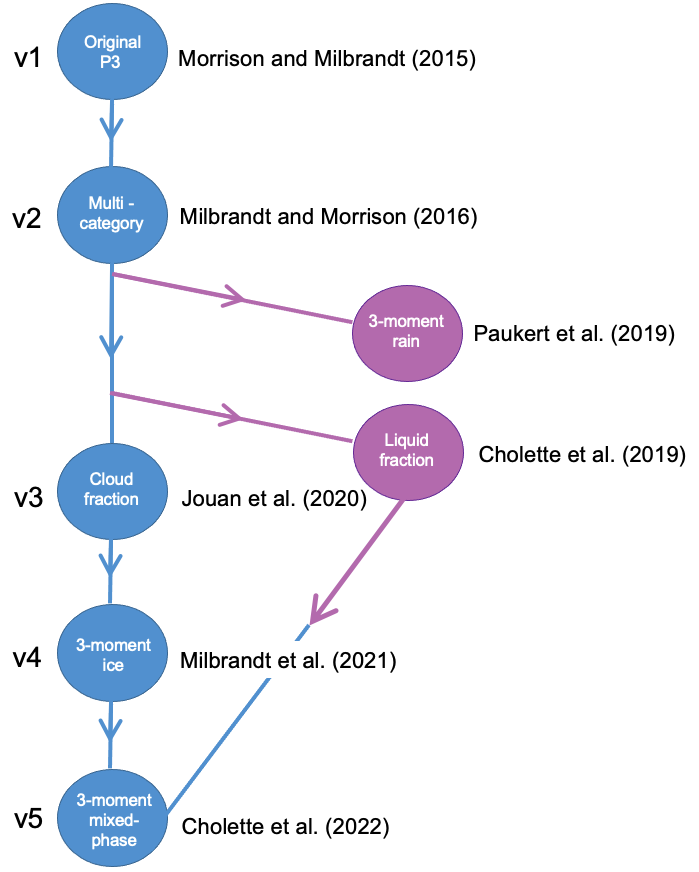 Original
P3
v1
Morrison and Milbrandt (2015)
Multi -
category
v2
Milbrandt and Morrison (2016)
3-moment
rain
Paukert et al. (2019)
Liquid
fraction
Cholette et al. (2019)
Cloud
fraction
v3
Jouan et al. (2020)
3-moment
ice
v4
Milbrandt et al. (2021)
3-moment
mixed-
phase
v5
Cholette et al. (2022)